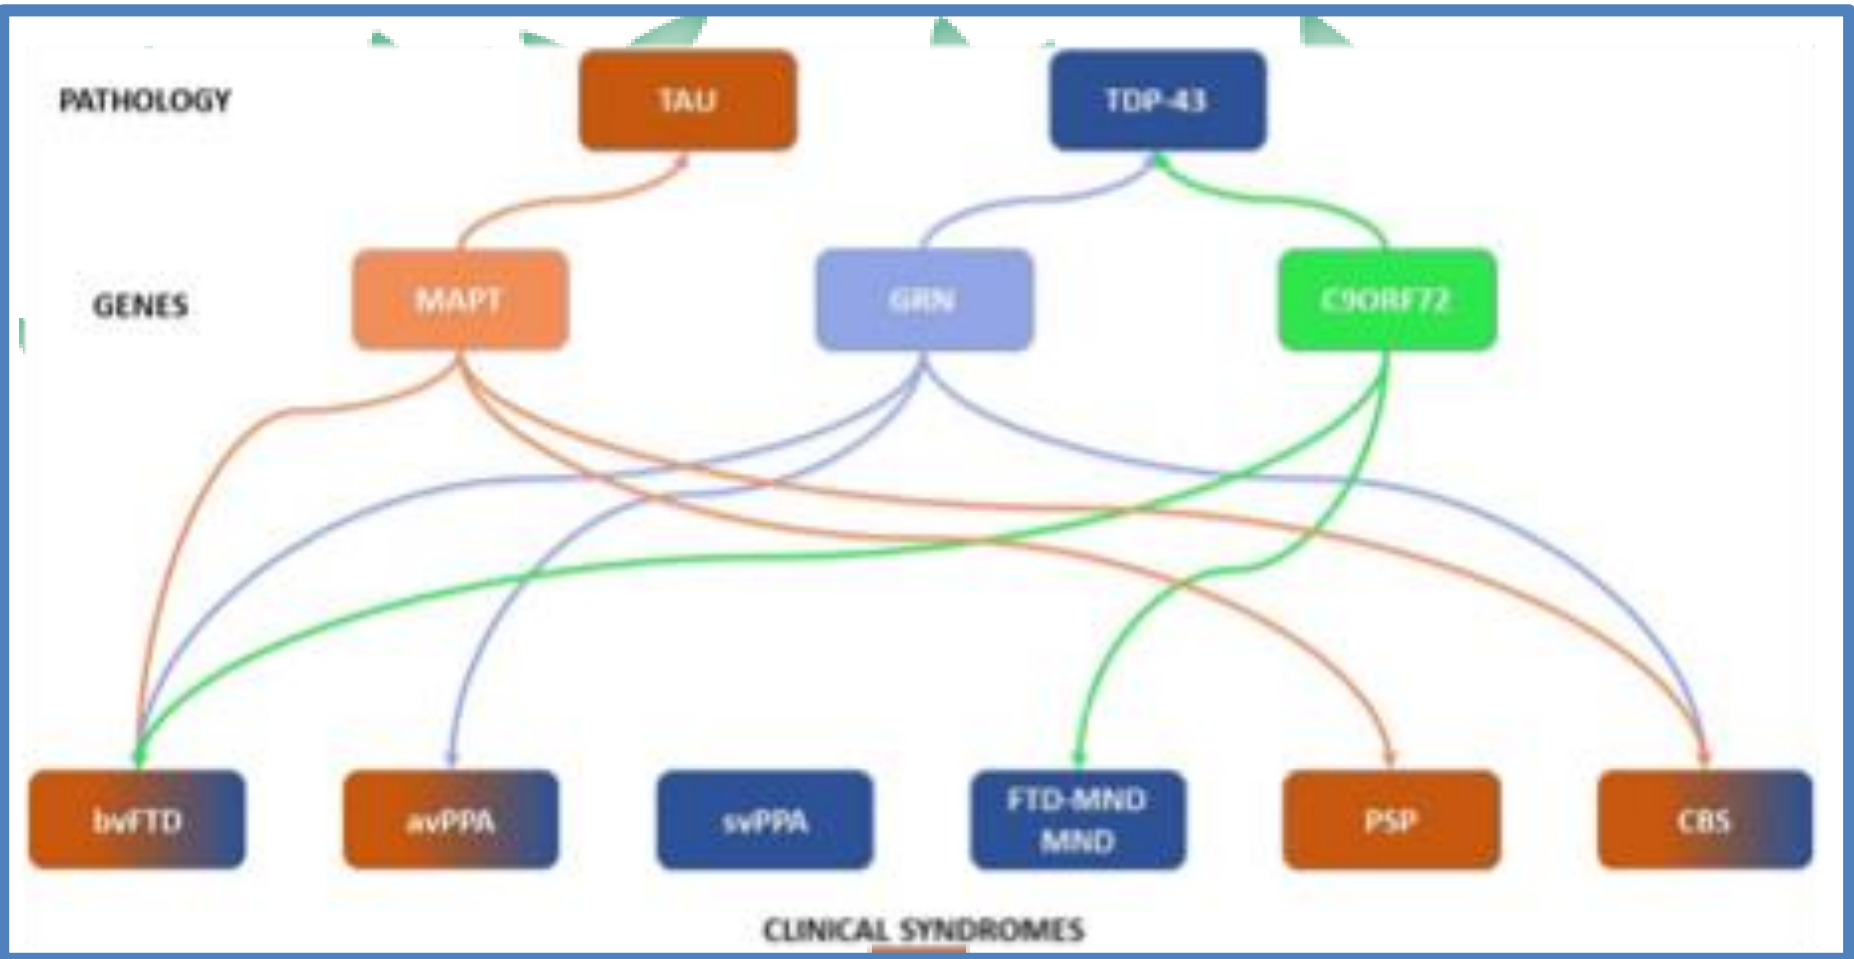 PATHOLOGY
TAU
TDP-43
GENES
MAPT
GRN
C9ORF72
bvFTD
avPPA
svPPA
FTD-MND
MND
PSP
CBS
CLINICAL SYNDROMES